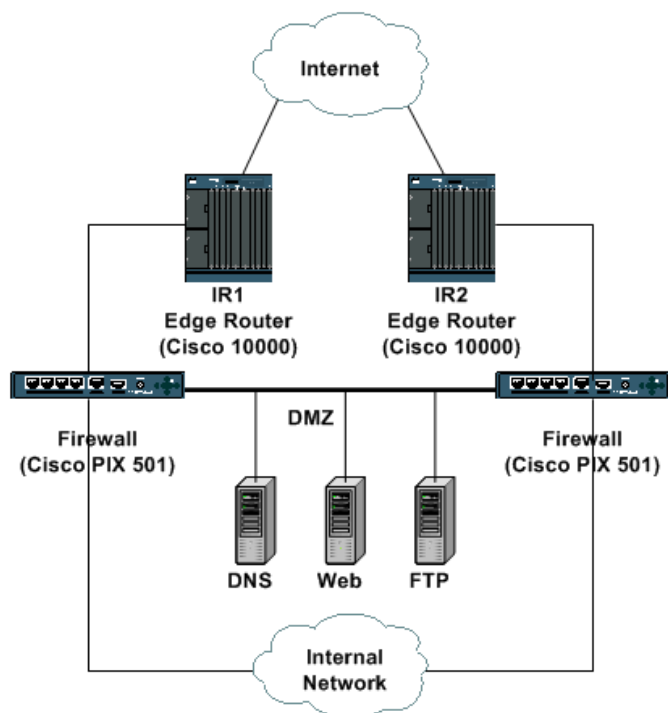 Internet
IR1
Edge Router
(Cisco 10000)
IR2
Edge Router
(Cisco 10000)
Firewall
(Cisco PIX 501)
DMZ
Firewall
(Cisco PIX 501)
DNS
Web
FTP
Internal
Network